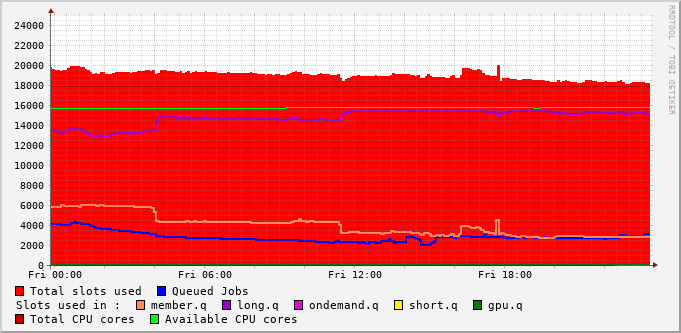 24000
22000
20000
18000
16000
14000
12000
10000
8000
6000
4000
2000
0
Fri 00:00 Fri 06:00 Fri 12:00 Fri 18:00
RRDTOOL / TOBI OETIKER
Total slots used Queued Jobs
Slots used in : member.q long.q ondemand.q short.q gpu.q
Total CPU cores Available CPU cores